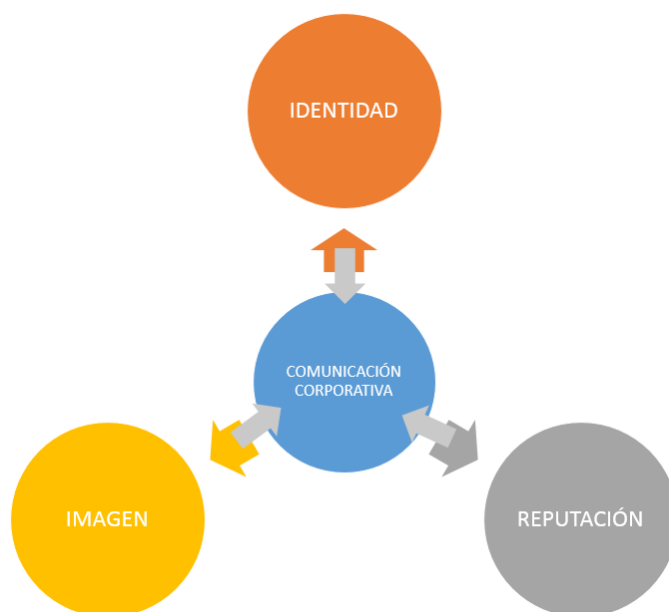 IDENTIDAD
COMUNICACIÓN
CORPORATIVA
IMAGEN
REPUTACIÓN